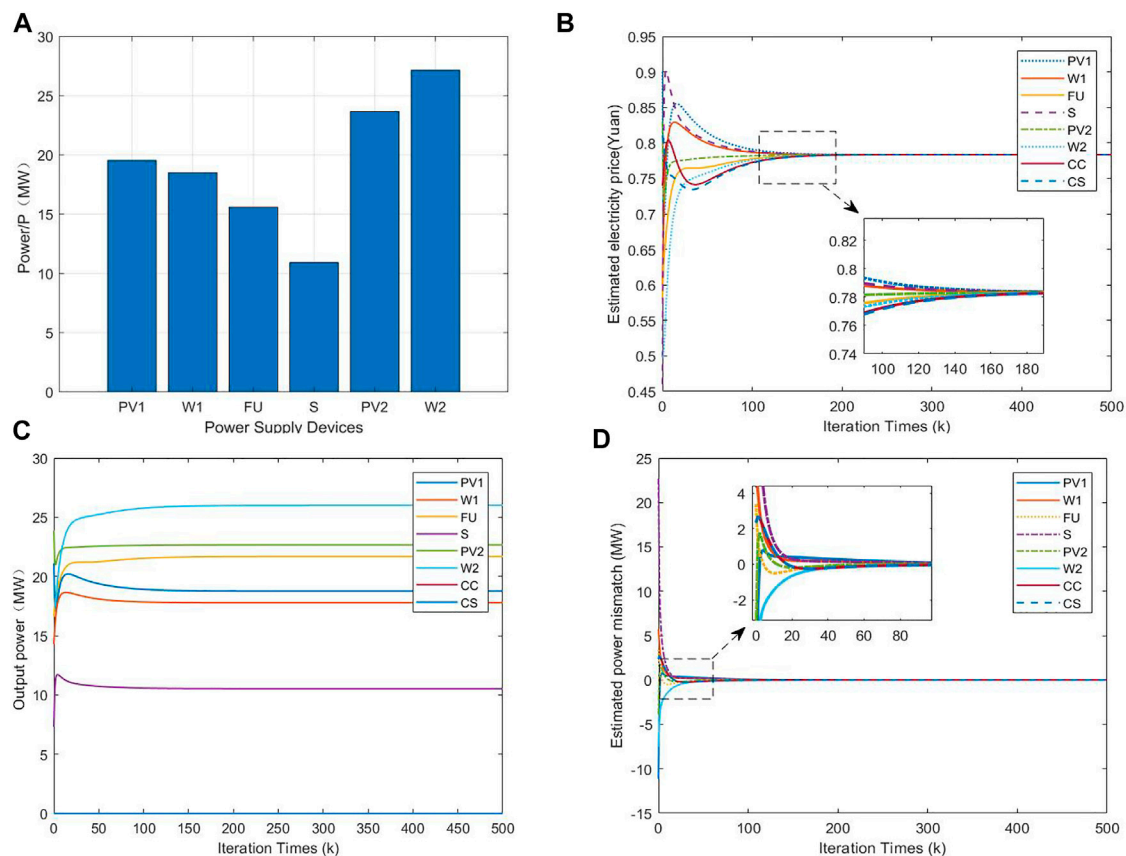 A
30
25
20
15
10
5
0
Power/P（MW）
PV1 W1 FU S PV2 W2
Power Supply Devices
B
0.95
0.9
0.85
0.8
0.75
0.7
0.65
0.6
0.55
0.5
0.45
Estimated electricity price(Yuan)
0 100 200 300 400 500
Iteration Times (k)
PV1
W1
FU
S
PV2
W2
CC
CS
0.82
0.8
0.78
0.76
0.74
100 120 140 160 180
C
30
25
20
15
10
5
0
Output power（MW）
0 50 100 150 200 250 300 350 400 450 500
Iteration Times (k)
PV1
W1
FU
S
PV2
W2
CC
CS
D
25
20
15
10
5
0
-5
-10
-15
Estimated power mismatch (MW)
0 100 200 300 400 500
Iteration Times (k)
PV1
W1
FU
S
PV2
W2
CC
CS
4
2
0
-2
0 20 40 60 80